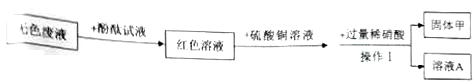 色废液
+酚酞试液
红色溶液
+硫酸铜溶液
+过量稀硝酸
操作 I
固体甲
溶液A